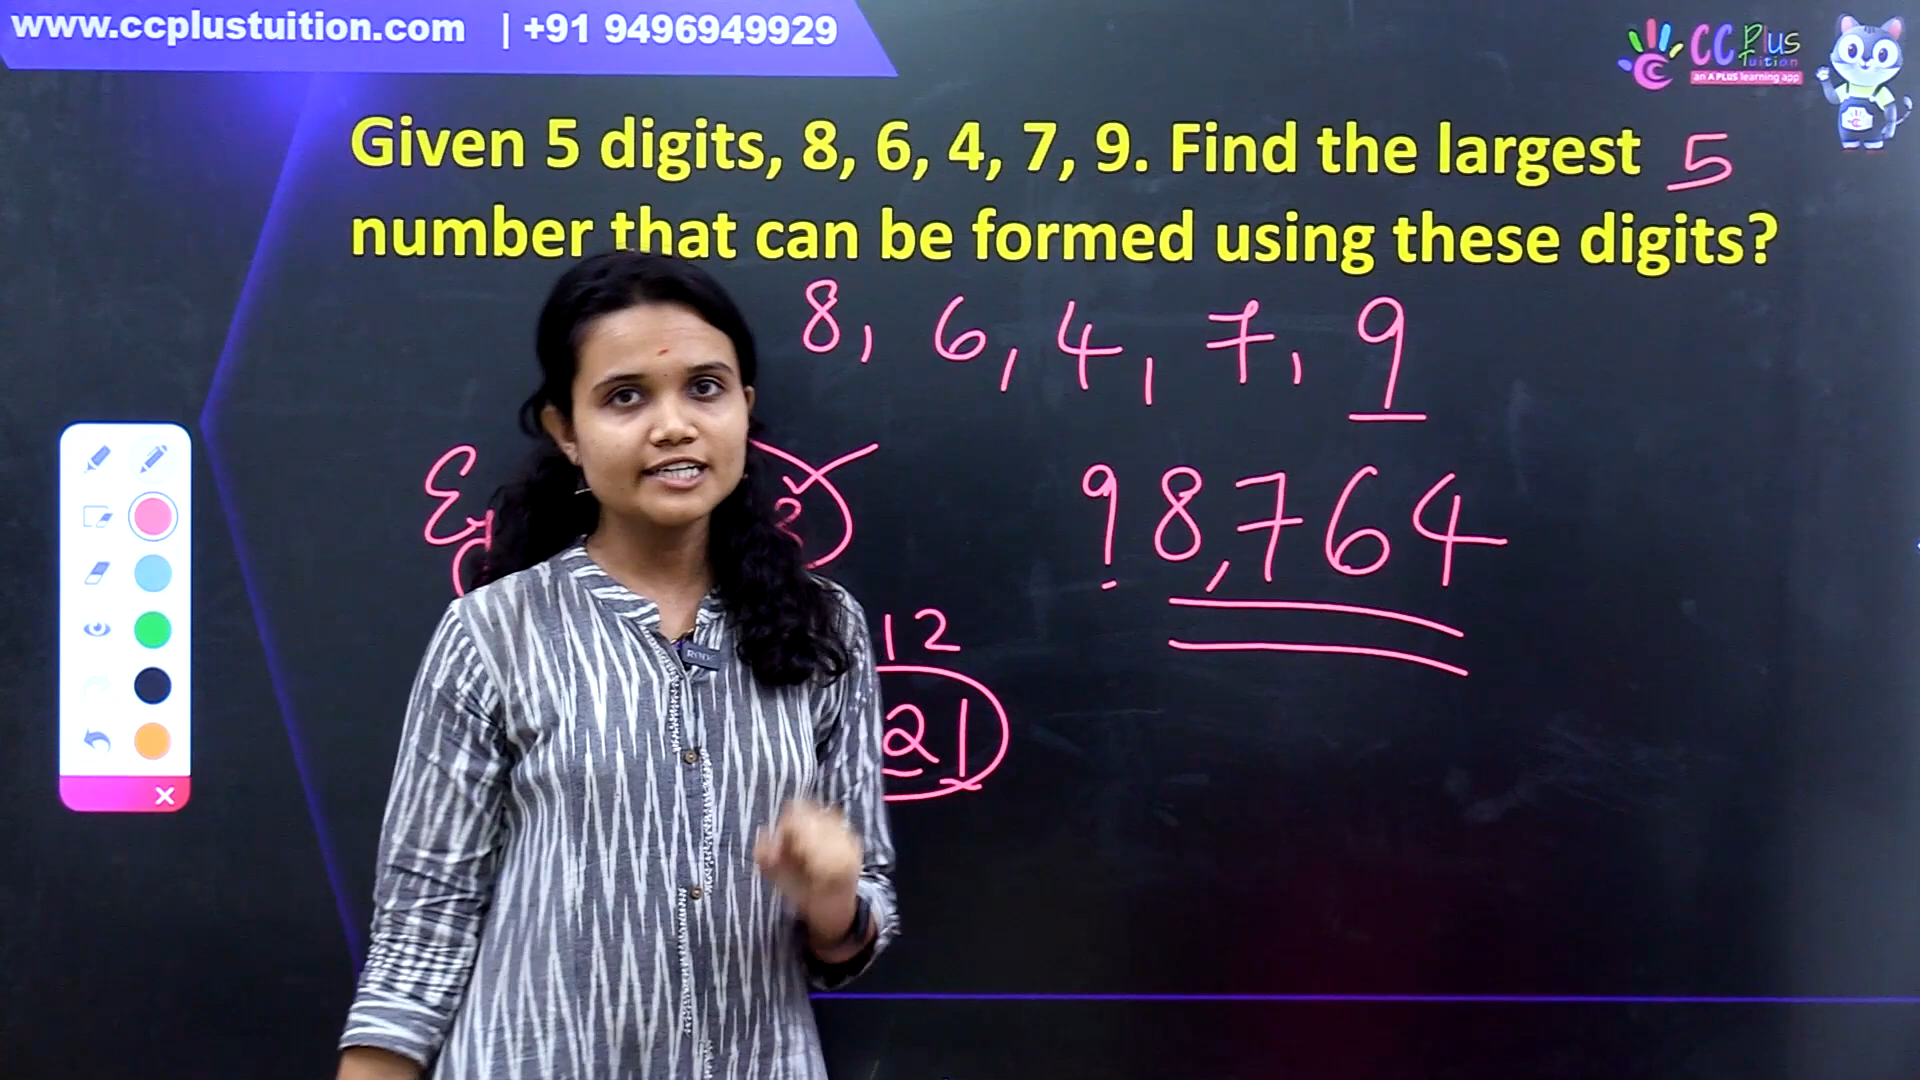 www.ccplustuition.com | +91 9496949929
CC Plus
Tuition
an A PLUS learning app
Given 5 digits, 8, 6, 4, 7, 9. Find the largest 5
number that can be formed using these digits?
8, 6, 4, 7, 9
98,764
12
21
RODE